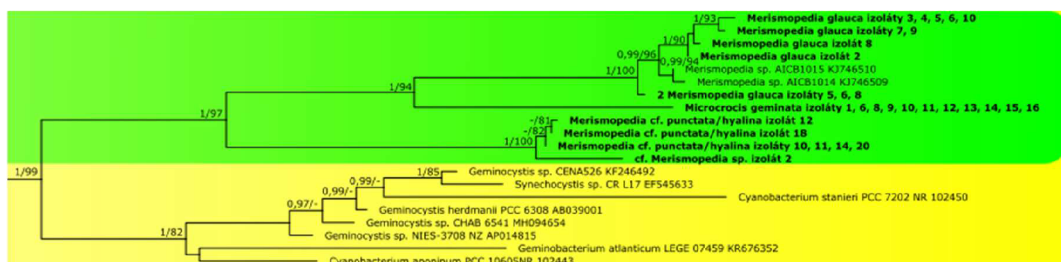 1/93
Merismopedia glauca izoláty 3, 4, 5, 6, 10
Merismopedia glauca izoláty 7, 9
1/90
Merismopedia glauca izolát 8
0,99/96
Merismopedia glauca izolát 2
0,99/94
Merismopedia sp. AICB1015 KJ746510
1/100
Merismopedia sp. AICB1014 KJ746509
1/94
2 Merismopedia glauca izoláty 5, 6, 8
Microcrocis geminata izoláty 1, 6, 8, 9, 10, 11, 12, 13, 14, 15, 16
1/97
-/81
Merismopedia cf. punctata/hyalina izolát 12
-/82
Merismopedia cf. punctata/hyalina izolát 18
1/100
Merismopedia cf. punctata/hyalina izoláty 10, 11, 14, 20
cf. Merismopedia sp. izolát 2
1/99
1/85
Geminocystis sp. CENA526 KF246492
0,99/-
Synechocystis sp. CR L17 EF545633
0,99/-
Cyanobacterium stanieri PCC 7202 NR 102450
0,97/-
Geminocystis herdmanii PCC 6308 AB039001
Geminocystis sp. CHAB 6541 MH094654
1/82
Geminocystis sp. NIES-3708 NZ AP014815
Geminobacterium atlanticum LEGE 07459 KR676352
Cyanobacterium aponinum PCC 10605NR 102443